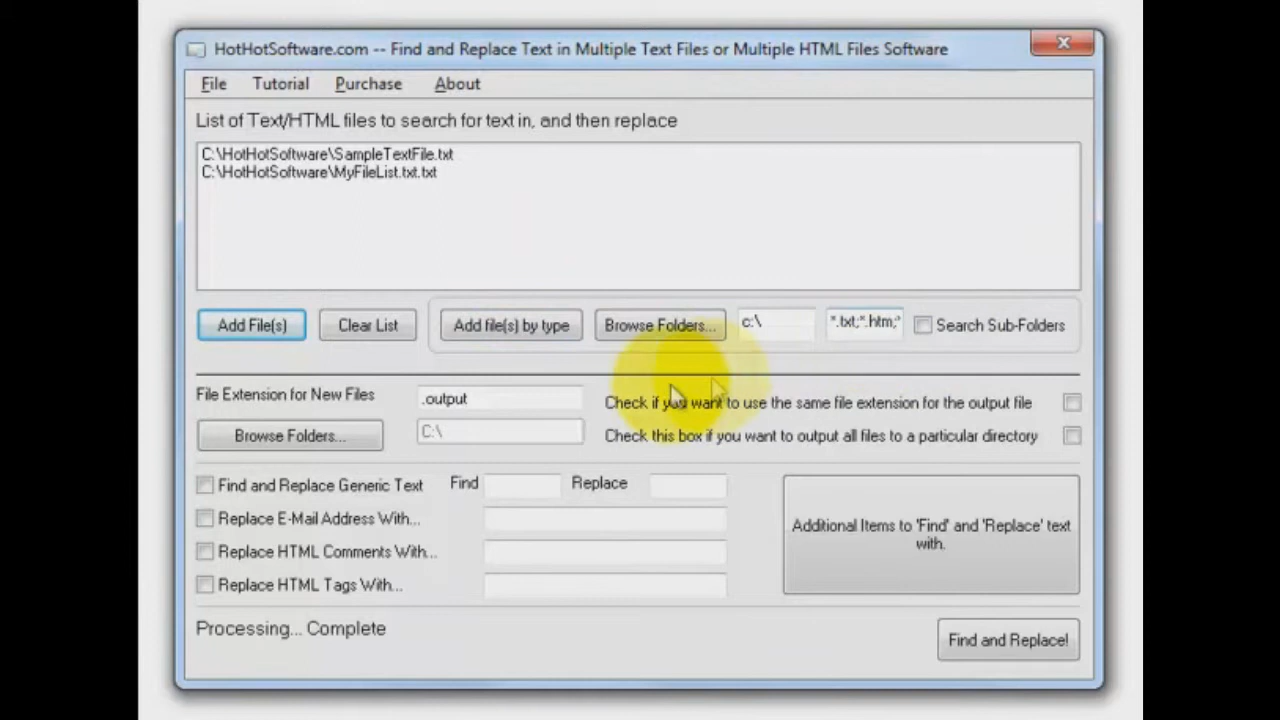 HotHotSoftware.com -- Find and Replace Text in Multiple Text Files or Multiple HTML Files Software
File Tutorial Purchase About
List of Text/HTML files to search for text in, and then replace
C:\HotHotSoftware\SampleTextFile.txt
C:\HotHotSoftware\MyFileList.txt.txt
Add File(s) Clear List Add file(s) by type Browse Folders... c:\ *.txt;*.htm;* Search Sub-Folders
File Extension for New Files .output Check if you want to use the same file extension for the output file
Browse Folders... C:\ Check this box if you want to output all files to a particular directory
Find and Replace Generic Text Find Replace
Replace E-Mail Address With...
Replace HTML Comments With...
Replace HTML Tags With...
Additional Items to 'Find' and 'Replace' text
with.
Processing... Complete
Find and Replace!